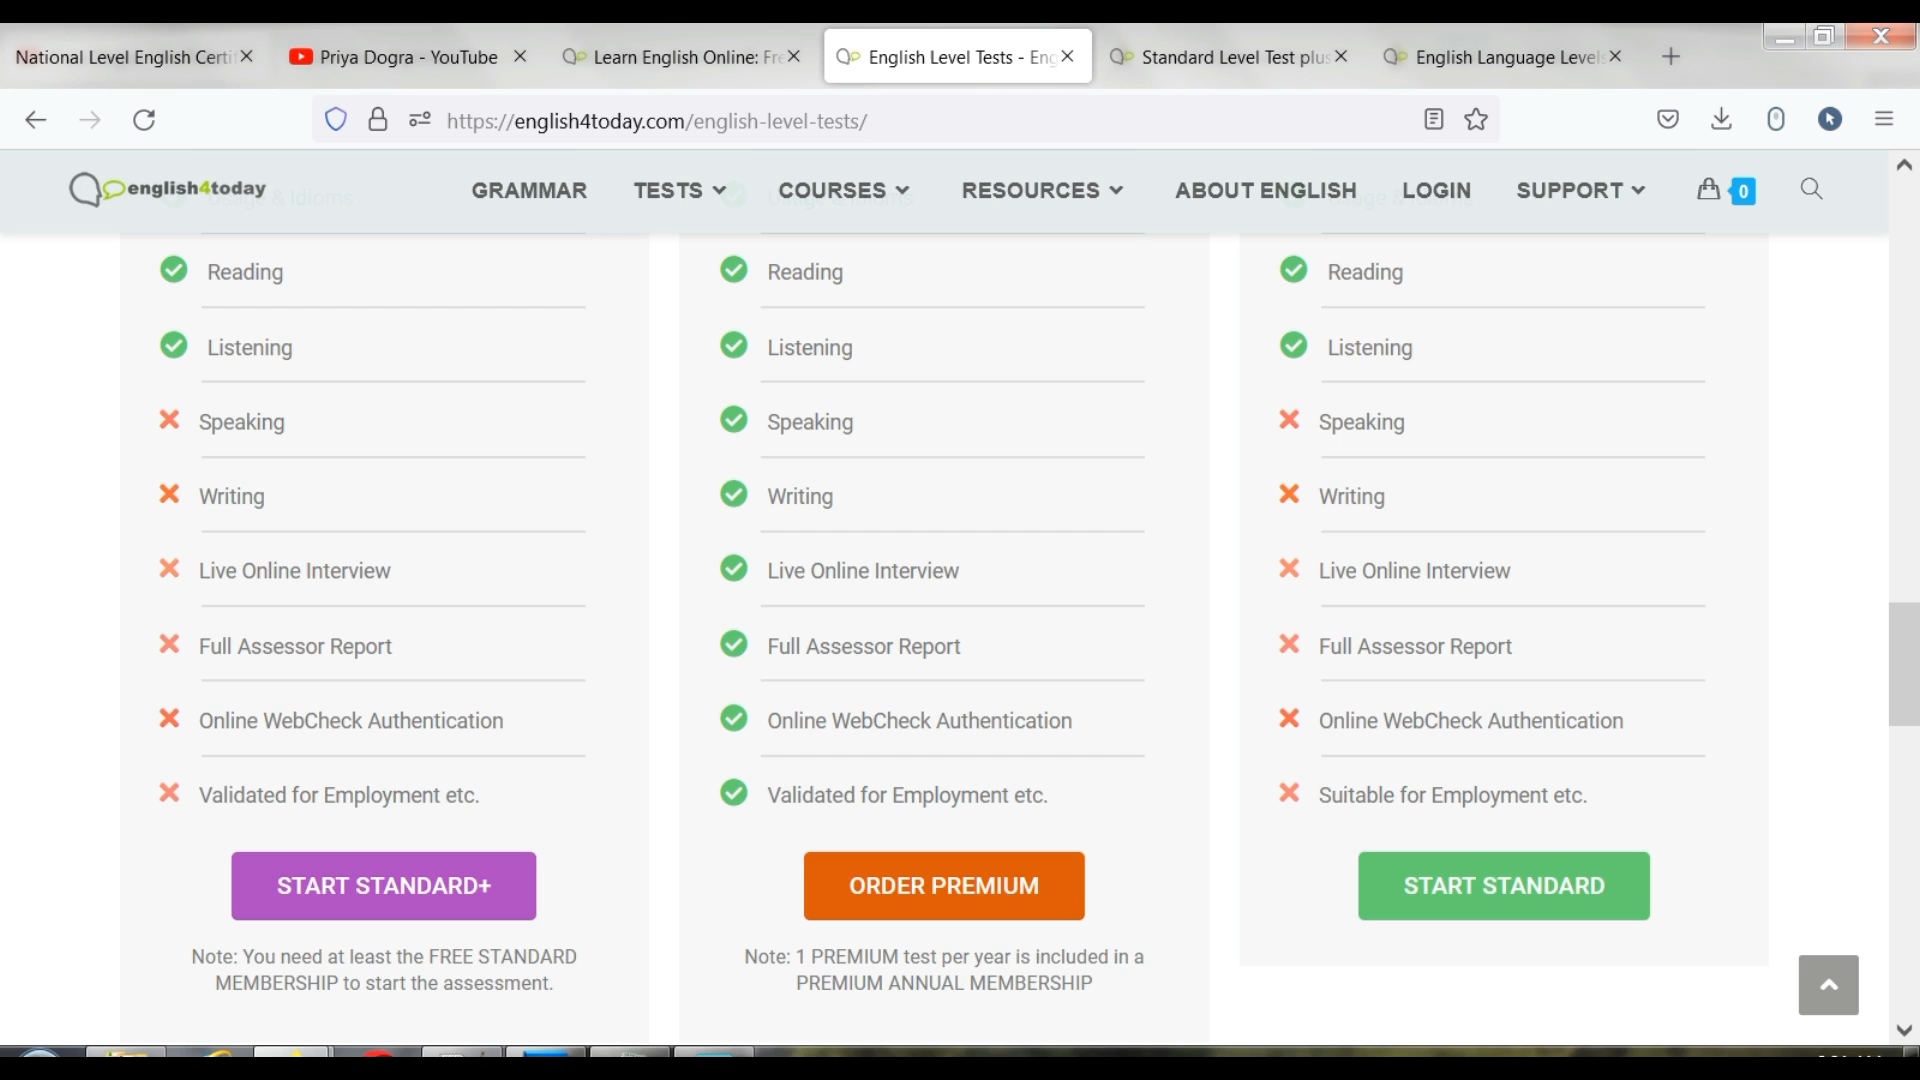 National Level English Certif
Priya Dogra - YouTube
Learn English Online: Fre
English Level Tests - Eng
Standard Level Test plus
English Language Levels
https://english4today.com/english-level-tests/
english4today
GRAMMAR
TESTS
COURSES
RESOURCES
ABOUT ENGLISH
LOGIN
SUPPORT
0
Usage & Idioms
Reading
Listening
Speaking
Writing
Live Online Interview
Full Assessor Report
Online WebCheck Authentication
Validated for Employment etc.
START STANDARD+
Note: You need at least the FREE STANDARD
MEMBERSHIP to start the assessment.
Reading
Listening
Speaking
Writing
Live Online Interview
Full Assessor Report
Online WebCheck Authentication
Validated for Employment etc.
ORDER PREMIUM
Note: 1 PREMIUM test per year is included in a
PREMIUM ANNUAL MEMBERSHIP
Reading
Listening
Speaking
Writing
Live Online Interview
Full Assessor Report
Online WebCheck Authentication
Suitable for Employment etc.
START STANDARD